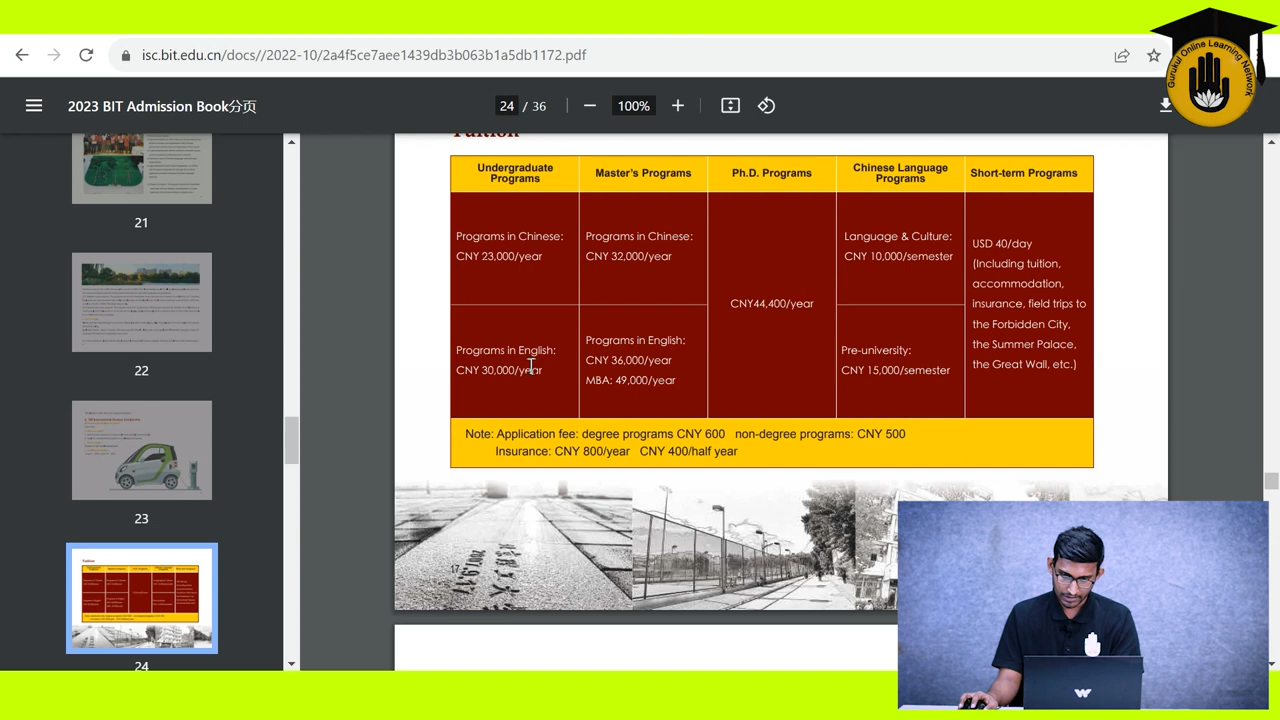 isc.bit.edu.cn/docs//2022-10/2a4f5ce7aee1439db3b063b1a5db1172.pdf
Gurukul Online Learning Network
2023 BIT Admission Book分页
24 / 36
100%
21
22
23
24
Tuition
Undergraduate
Programs
Master's Programs
Ph.D. Programs
Chinese Language
Programs
Short-term Programs
Programs in Chinese:
CNY 23,000/year
Programs in Chinese:
CNY 32,000/year
CNY44,400/year
Language & Culture:
CNY 10,000/semester
USD 40/day
(Including tuition,
accommodation,
insurance, field trips to
the Forbidden City,
the Summer Palace,
the Great Wall, etc.)
Programs in English:
CNY 30,000/year
Programs in English:
CNY 36,000/year
MBA: 49,000/year
Pre-university:
CNY 15,000/semester
Note: Application fee: degree programs CNY 600 non-degree programs: CNY 500
Insurance: CNY 800/year CNY 400/half year
17